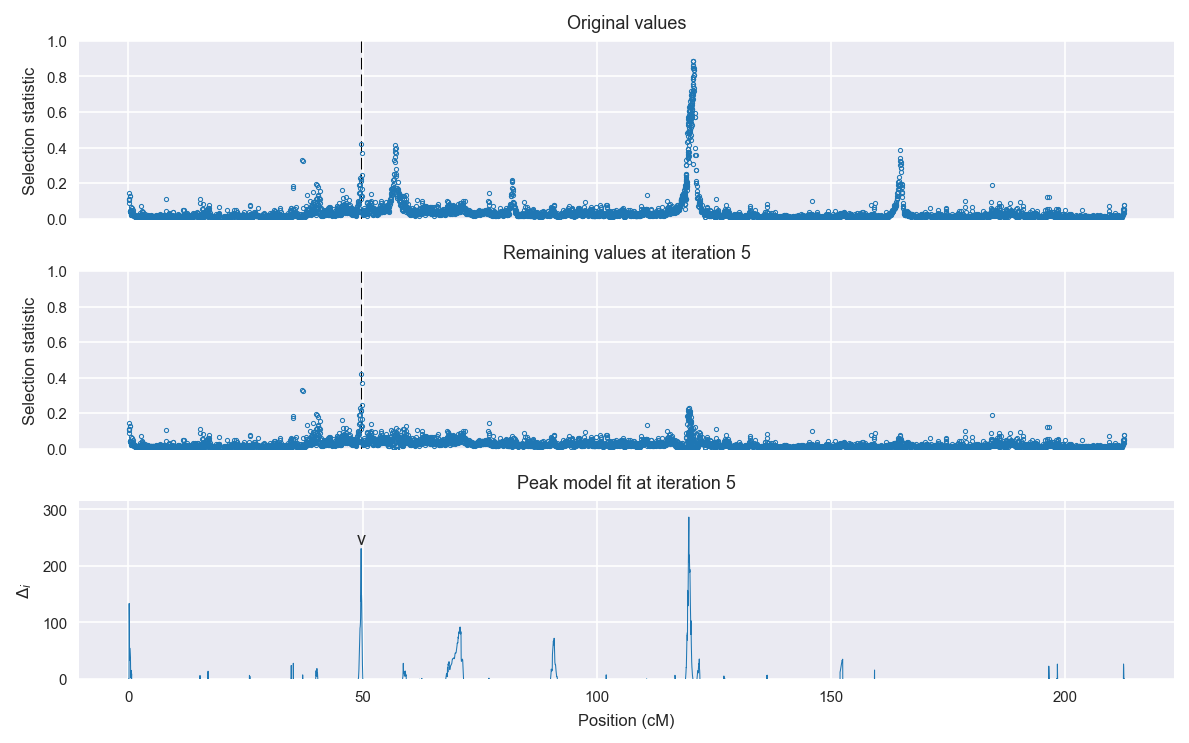 Original values
Selection statistic
1.0
0.8
0.6
0.4
0.2
0.0
Remaining values at iteration 5
Selection statistic
1.0
0.8
0.6
0.4
0.2
0.0
Peak model fit at iteration 5
Δi
300
200
100
0
v
0 50 100 150 200
Position (cM)